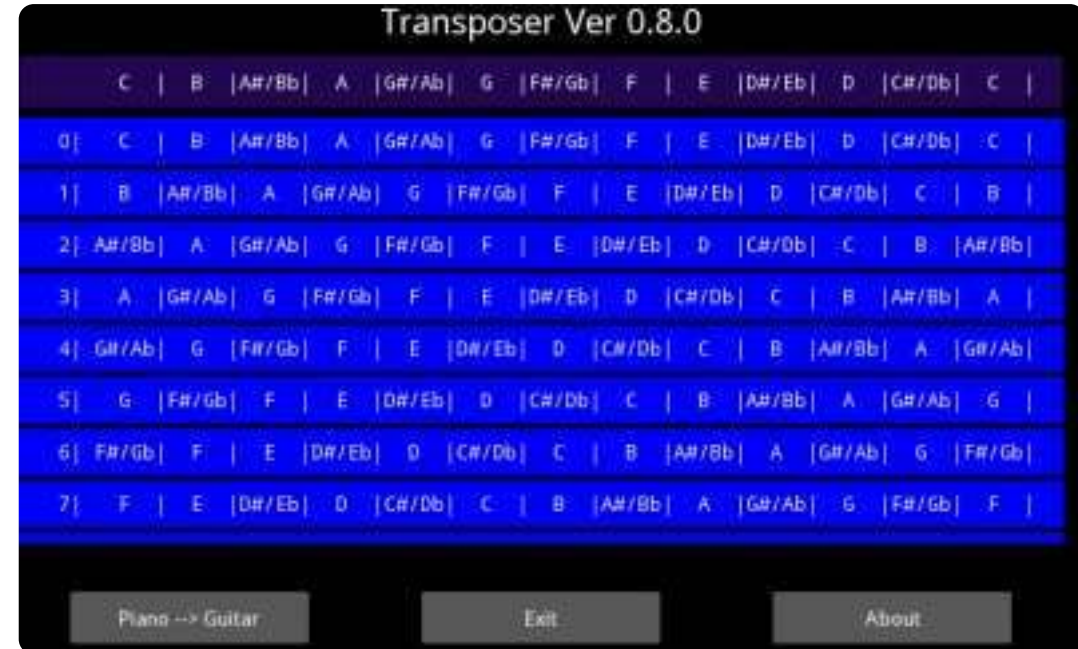 Transposer Ver 0.8.0
C | B |A#/Bb| A |G#/Ab| G |F#/Gb| F | E |D#/Eb| D |C#/Db| C |
0| C | B |A#/Bb| A |G#/Ab| G |F#/Gb| F | E |D#/Eb| D |C#/Db| C |
1| B |A#/Bb| A |G#/Ab| G |F#/Gb| F | E |D#/Eb| D |C#/Db| C | B |
2| A#/Bb| A |G#/Ab| G |F#/Gb| F | E |D#/Eb| D |C#/Db| C | B |A#/Bb|
3| A |G#/Ab| G |F#/Gb| F | E |D#/Eb| D |C#/Db| C | B |A#/Bb| A |
4| G#/Ab| G |F#/Gb| F | E |D#/Eb| D |C#/Db| C | B |A#/Bb| A |G#/Ab|
5| G |F#/Gb| F | E |D#/Eb| D |C#/Db| C | B |A#/Bb| A |G#/Ab| G |
6| F#/Gb| F | E |D#/Eb| D |C#/Db| C | B |A#/Bb| A |G#/Ab| G |F#/Gb|
7| F | E |D#/Eb| D |C#/Db| C | B |A#/Bb| A |G#/Ab| G |F#/Gb| F |
Piano --> Guitar Exit About